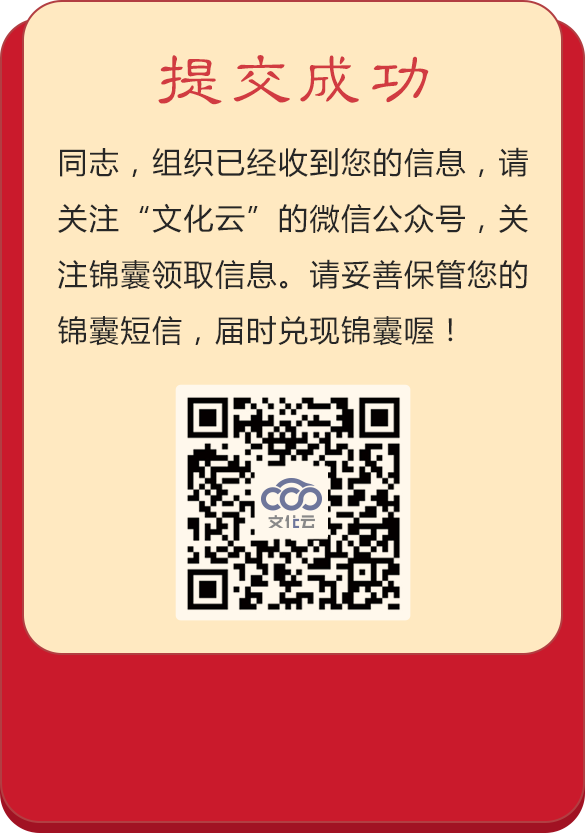 提交成功
同志，组织已经收到您的信息，请
关注“文化云”的微信公众号，关
注锦囊领取信息。请妥善保管您的
锦囊短信，届时兑现锦囊喔！
文化云